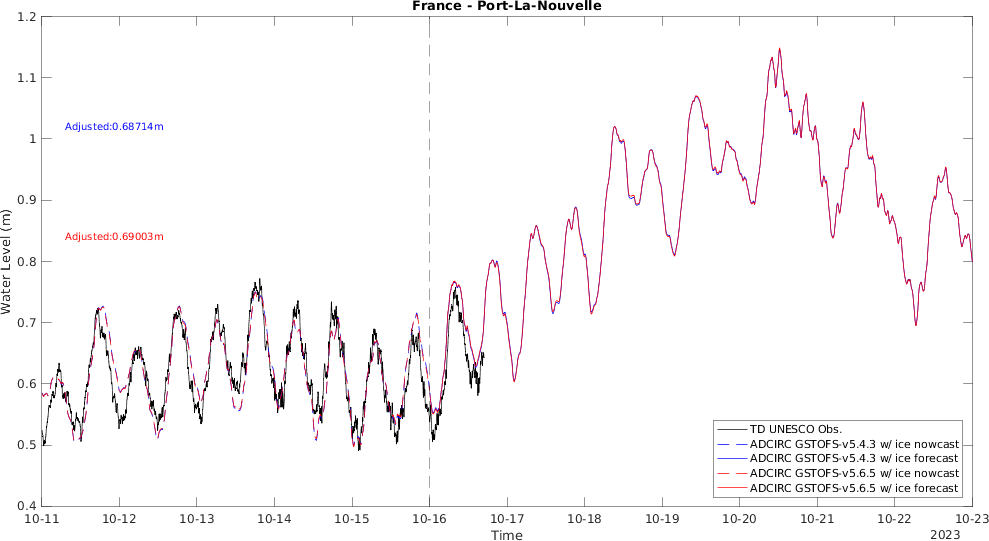 France - Port-La-Nouvelle
1.2
1.1
Adjusted:0.68714m
1
0.9
Adjusted:0.69003m
0.8
Water Level (m)
0.7
0.6
0.5
0.4
TD UNESCO Obs.
ADCIRC GSTOFS-v5.4.3 w/ ice nowcast
ADCIRC GSTOFS-v5.4.3 w/ ice forecast
ADCIRC GSTOFS-v5.6.5 w/ ice nowcast
ADCIRC GSTOFS-v5.6.5 w/ ice forecast
10-11 10-12 10-13 10-14 10-15 10-16 10-17 10-18 10-19 10-20 10-21 10-22 10-23
Time
2023